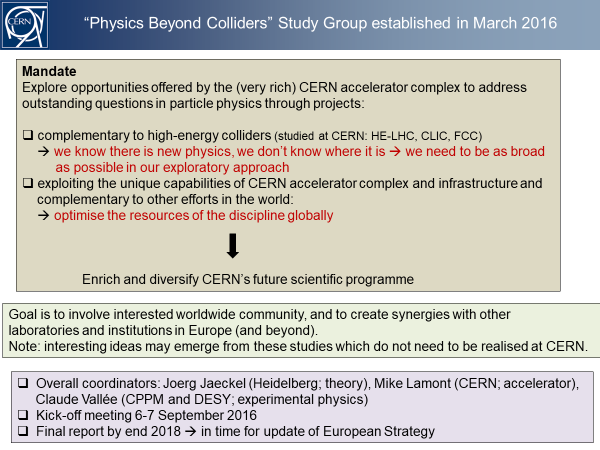 CERN
“Physics Beyond Colliders” Study Group established in March 2016
Mandate
Explore opportunities offered by the (very rich) CERN accelerator complex to address
outstanding questions in particle physics through projects:
❑ complementary to high-energy colliders (studied at CERN: HE-LHC, CLIC, FCC)
→ we know there is new physics, we don’t know where it is → we need to be as broad
as possible in our exploratory approach
❑ exploiting the unique capabilities of CERN accelerator complex and infrastructure and
complementary to other efforts in the world:
→ optimise the resources of the discipline globally
Enrich and diversify CERN’s future scientific programme
Goal is to involve interested worldwide community, and to create synergies with other
laboratories and institutions in Europe (and beyond).
Note: interesting ideas may emerge from these studies which do not need to be realised at CERN.
❑ Overall coordinators: Joerg Jaeckel (Heidelberg; theory), Mike Lamont (CERN; accelerator),
Claude Vallée (CPPM and DESY; experimental physics)
❑ Kick-off meeting 6-7 September 2016
❑ Final report by end 2018 → in time for update of European Strategy